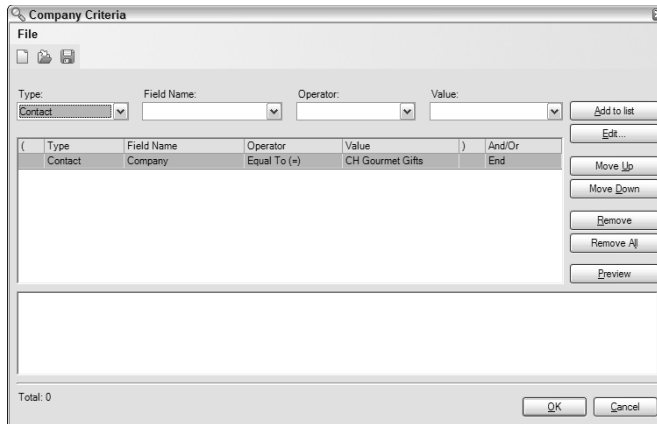 Company Criteria
File
Type: Field Name: Operator: Value:
Contact Add to list
Edit...
( Type Field Name Operator Value ) And/Or
Contact Company Equal To (=) CH Gourmet Gifts End
Move Up
Move Down
Remove
Remove All
Preview
Total: 0
OK Cancel